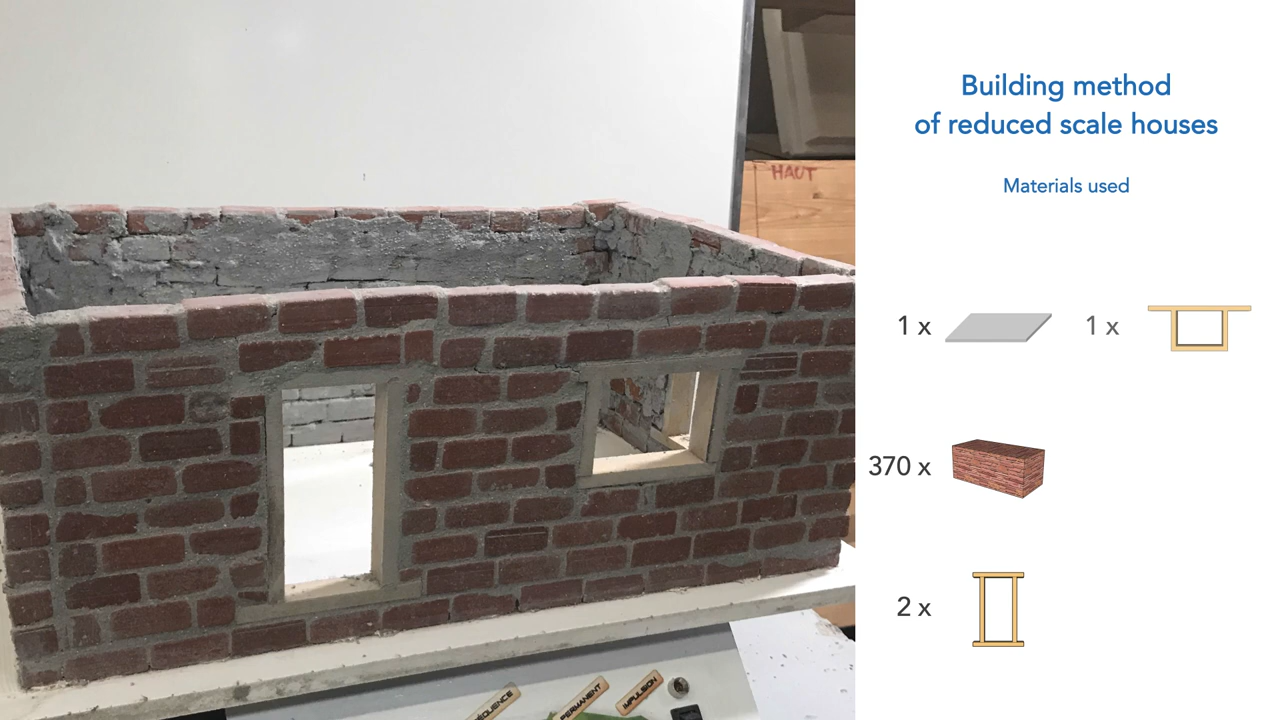 Building method
of reduced scale houses
Materials used
HAUT
1 x
1 x
370 x
2 x
PERMANENT
IMPULSION